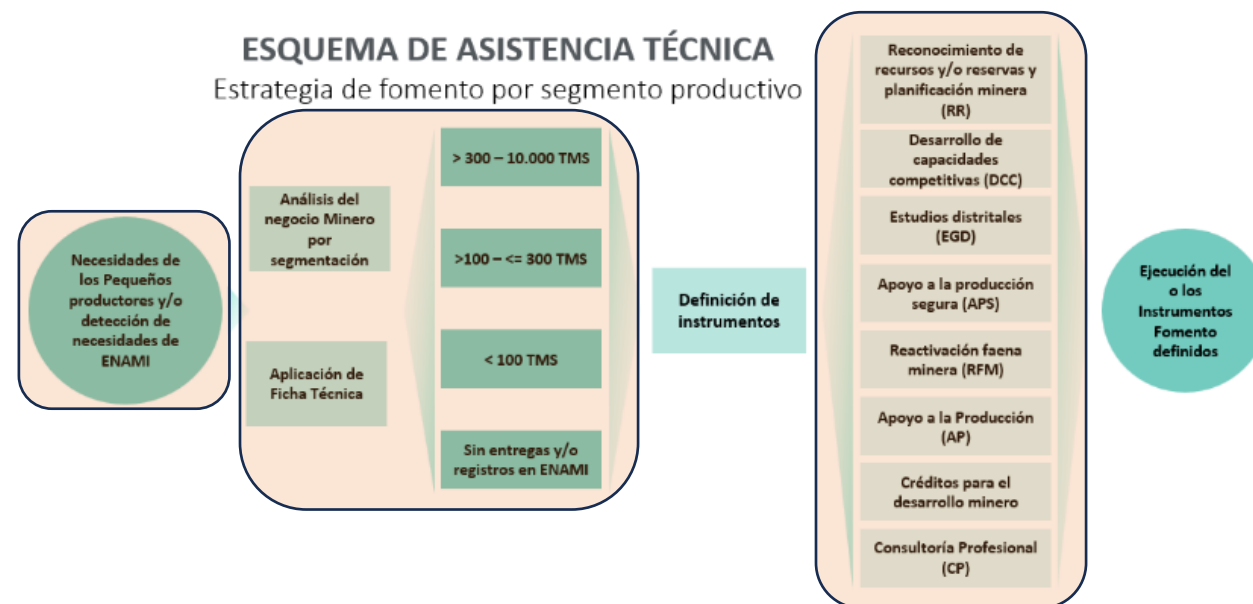 ESQUEMA DE ASISTENCIA TÉCNICA
Estrategia de fomento por segmento productivo
Necesidades de
los Pequeños
productores y/o
detección de
necesidades de
ENAMI
Análisis del
negocio Minero
por
segmentación
Aplicación de
Ficha Técnica
> 300 – 10.000 TMS
>100 – <= 300 TMS
< 100 TMS
Sin entregas y/o
registros en ENAMI
Definición de
instrumentos
Reconocimiento de
recursos y/o reservas y
planificación minera
(RR)
Desarrollo de
capacidades
competitivas (DCC)
Estudios distritales
(EGD)
Apoyo a la producción
segura (APS)
Reactivación faena
minera (RFM)
Apoyo a la Producción
(AP)
Créditos para el
desarrollo minero
Consultoría Profesional
(CP)
Ejecución del
o los
Instrumentos
Fomento
definidos